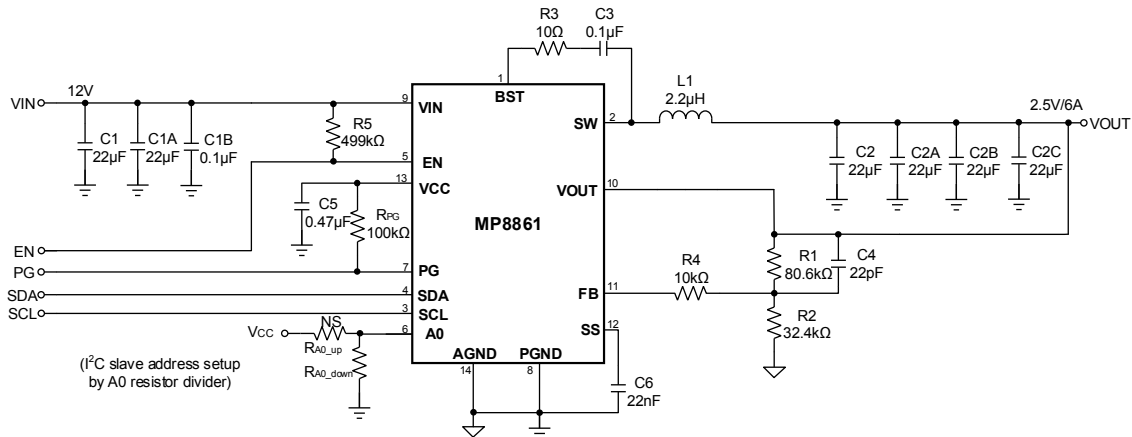 R3
10Ω
C3
0.1µF
1
BST
VIN
12V
9
VIN
C1
22µF
C1A
22µF
C1B
0.1µF
R5
499kΩ
5
EN
13
VCC
C5
0.47µF
RPG
100kΩ
MP8861
SW
2
L1
2.2µH
2.5V/6A
VOUT
C2
22µF
C2A
22µF
C2B
22µF
C2C
22µF
VOUT
10
R1
80.6kΩ
C4
22pF
R4
10kΩ
FB
11
R2
32.4kΩ
SS
12
C6
22nF
EN
PG
7
PG
SDA
4
SDA
SCL
3
SCL
VCC
NS
6
A0
RA0_up
RA0_down
(I²C slave address setup
by A0 resistor divider)
AGND
14
PGND
8